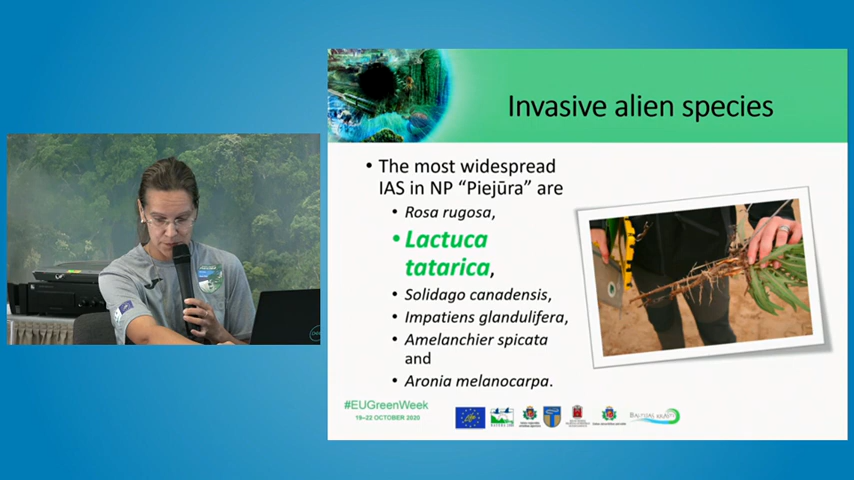 Invasive alien species
• The most widespread
IAS in NP “Piejūra” are
• Rosa rugosa,
• Lactuca
tatarica,
• Solidago canadensis,
• Impatiens glandulifera,
• Amelanchier spicata
and
• Aronia melanocarpa.
#EUGreenWeek
19–22 OCTOBER 2020